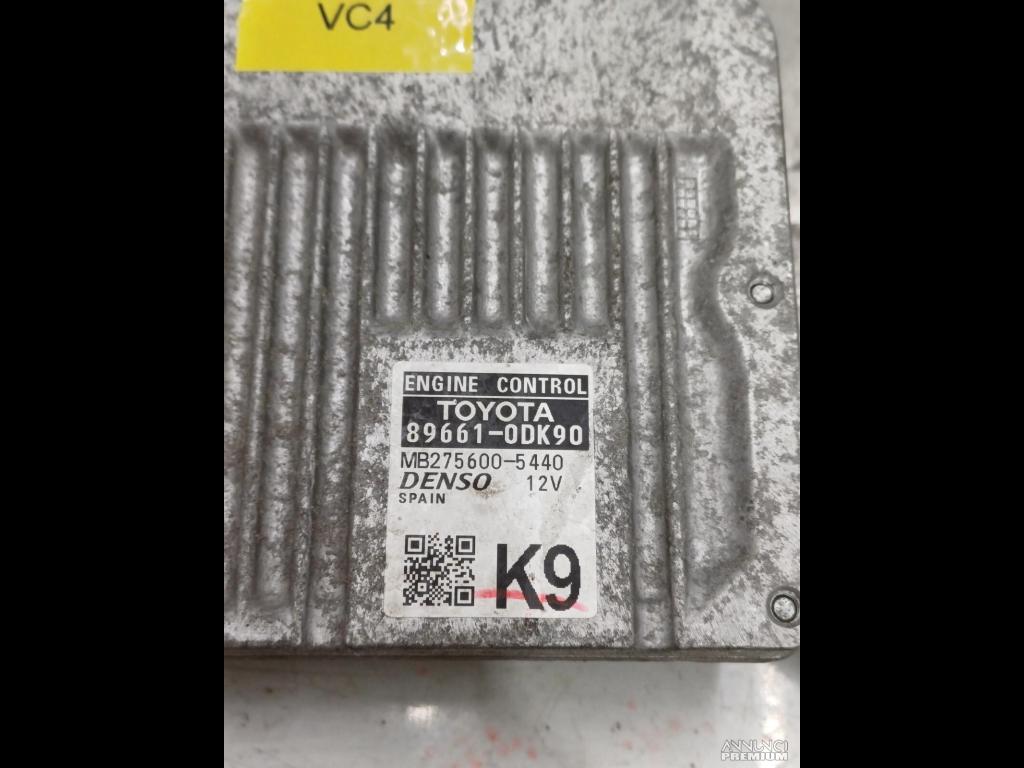 VC4
ENGINE CONTROL
TOYOTA
89661-0DK90
MB275600-5440
DENSO 12V
SPAIN
K9
ANNUNCI
PREMIUM